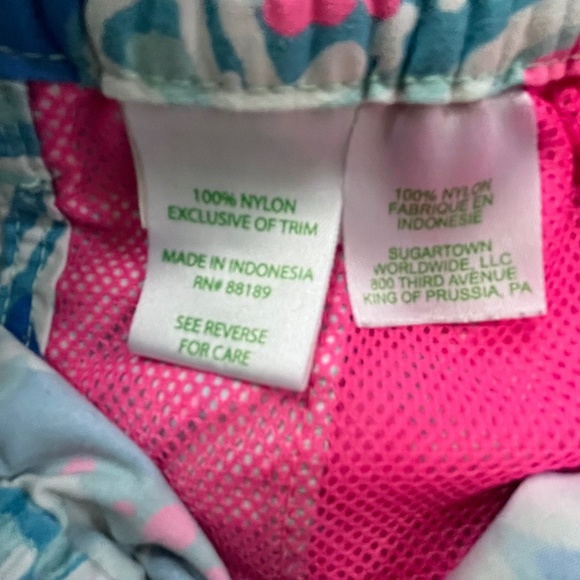 100% NYLON
EXCLUSIVE OF TRIM
MADE IN INDONESIA
RN# 88189
SEE REVERSE
FOR CARE
100% NYLON
FABRIQUE EN
INDONESIE
SUGARTOWN
WORLDWIDE, LLC
800 THIRD AVENUE
KING OF PRUSSIA, PA